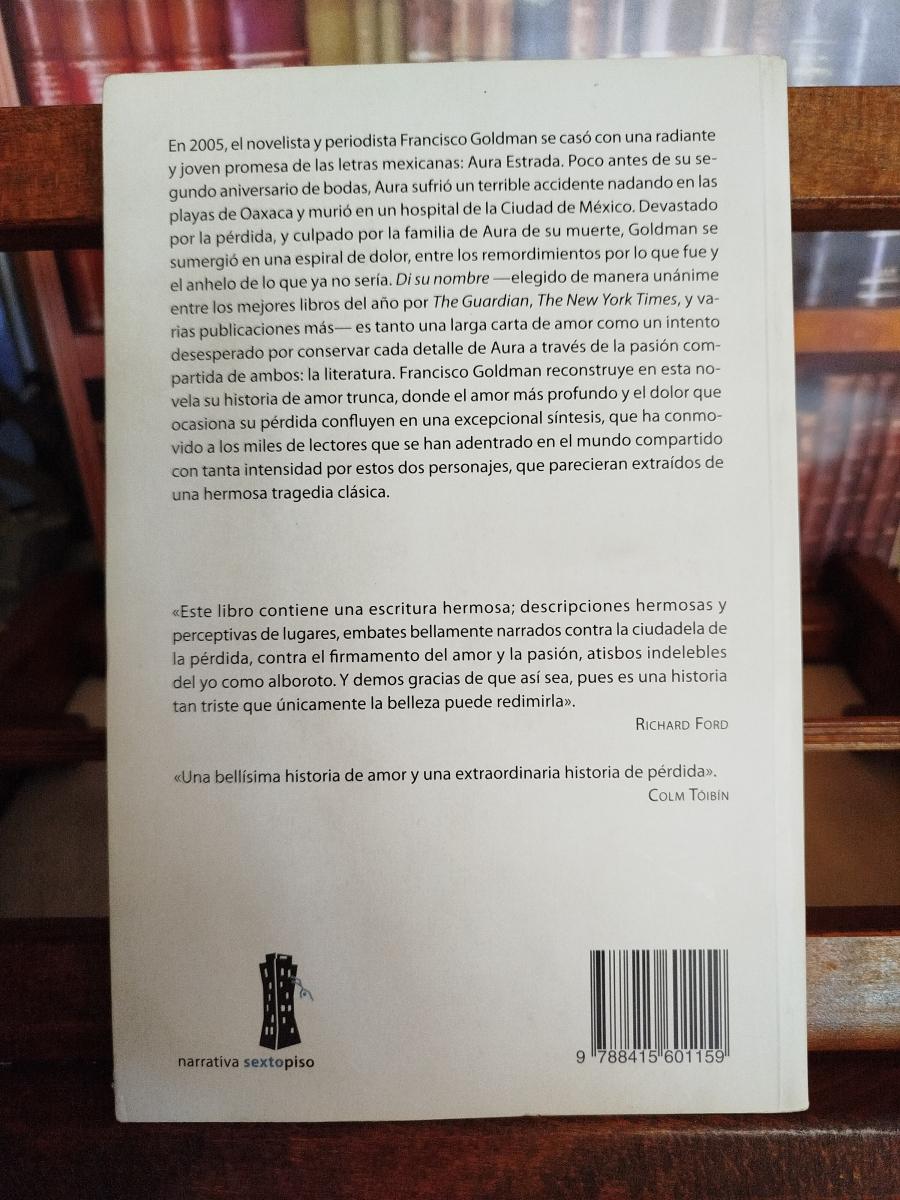 En 2005, el novelista y periodista Francisco Goldman se casó con una radiante
y joven promesa de las letras mexicanas: Aura Estrada. Poco antes de su se-
gundo aniversario de bodas, Aura sufrió un terrible accidente nadando en las
playas de Oaxaca y murió en un hospital de la Ciudad de México. Devastado
por la pérdida, y culpado por la familia de Aura de su muerte, Goldman se
sumergió en una espiral de dolor, entre los remordimientos por lo que fue y
el anhelo de lo que ya no sería. Di su nombre —elegido de manera unánime
entre los mejores libros del año por The Guardian, The New York Times, y va-
rias publicaciones más— es tanto una larga carta de amor como un intento
desesperado por conservar cada detalle de Aura a través de la pasión com-
partida de ambos: la literatura. Francisco Goldman reconstruye en esta no-
vela su historia de amor trunca, donde el amor más profundo y el dolor que
ocasiona su pérdida confluyen en una excepcional síntesis, que ha conmo-
vido a los miles de lectores que se han adentrado en el mundo compartido
con tanta intensidad por estos dos personajes, que parecieran extraídos de
una hermosa tragedia clásica.
«Este libro contiene una escritura hermosa; descripciones hermosas y
perceptivas de lugares, embates bellamente narrados contra la ciudadela de
la pérdida, contra el firmamento del amor y la pasión, atisbos indelebles
del yo como alboroto. Y demos gracias de que así sea, pues es una historia
tan triste que únicamente la belleza puede redimirla».
Richard Ford
«Una bellísima historia de amor y una extraordinaria historia de pérdida».
Colm Tóibín
narrativa sextopiso
9 788415 601159